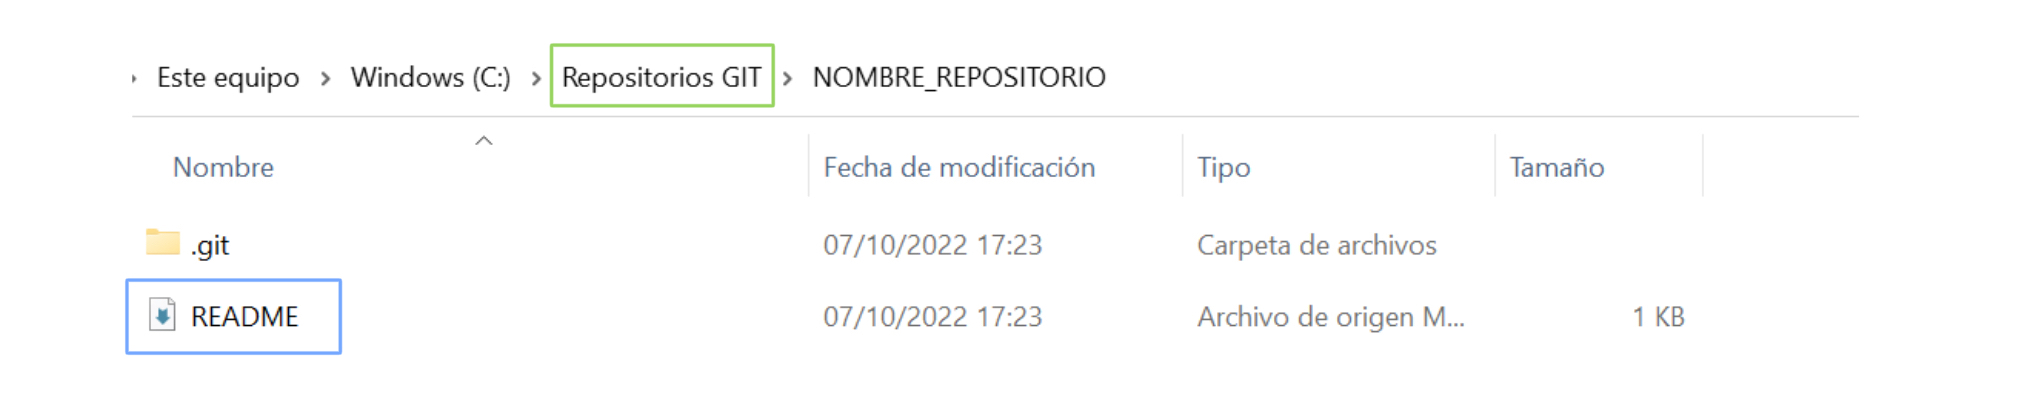 Este equipo > Windows (C:) > Repositorios GIT > NOMBRE_REPOSITORIO
Nombre Fecha de modificación Tipo Tamaño
.git 07/10/2022 17:23 Carpeta de archivos
README 07/10/2022 17:23 Archivo de origen M... 1 KB